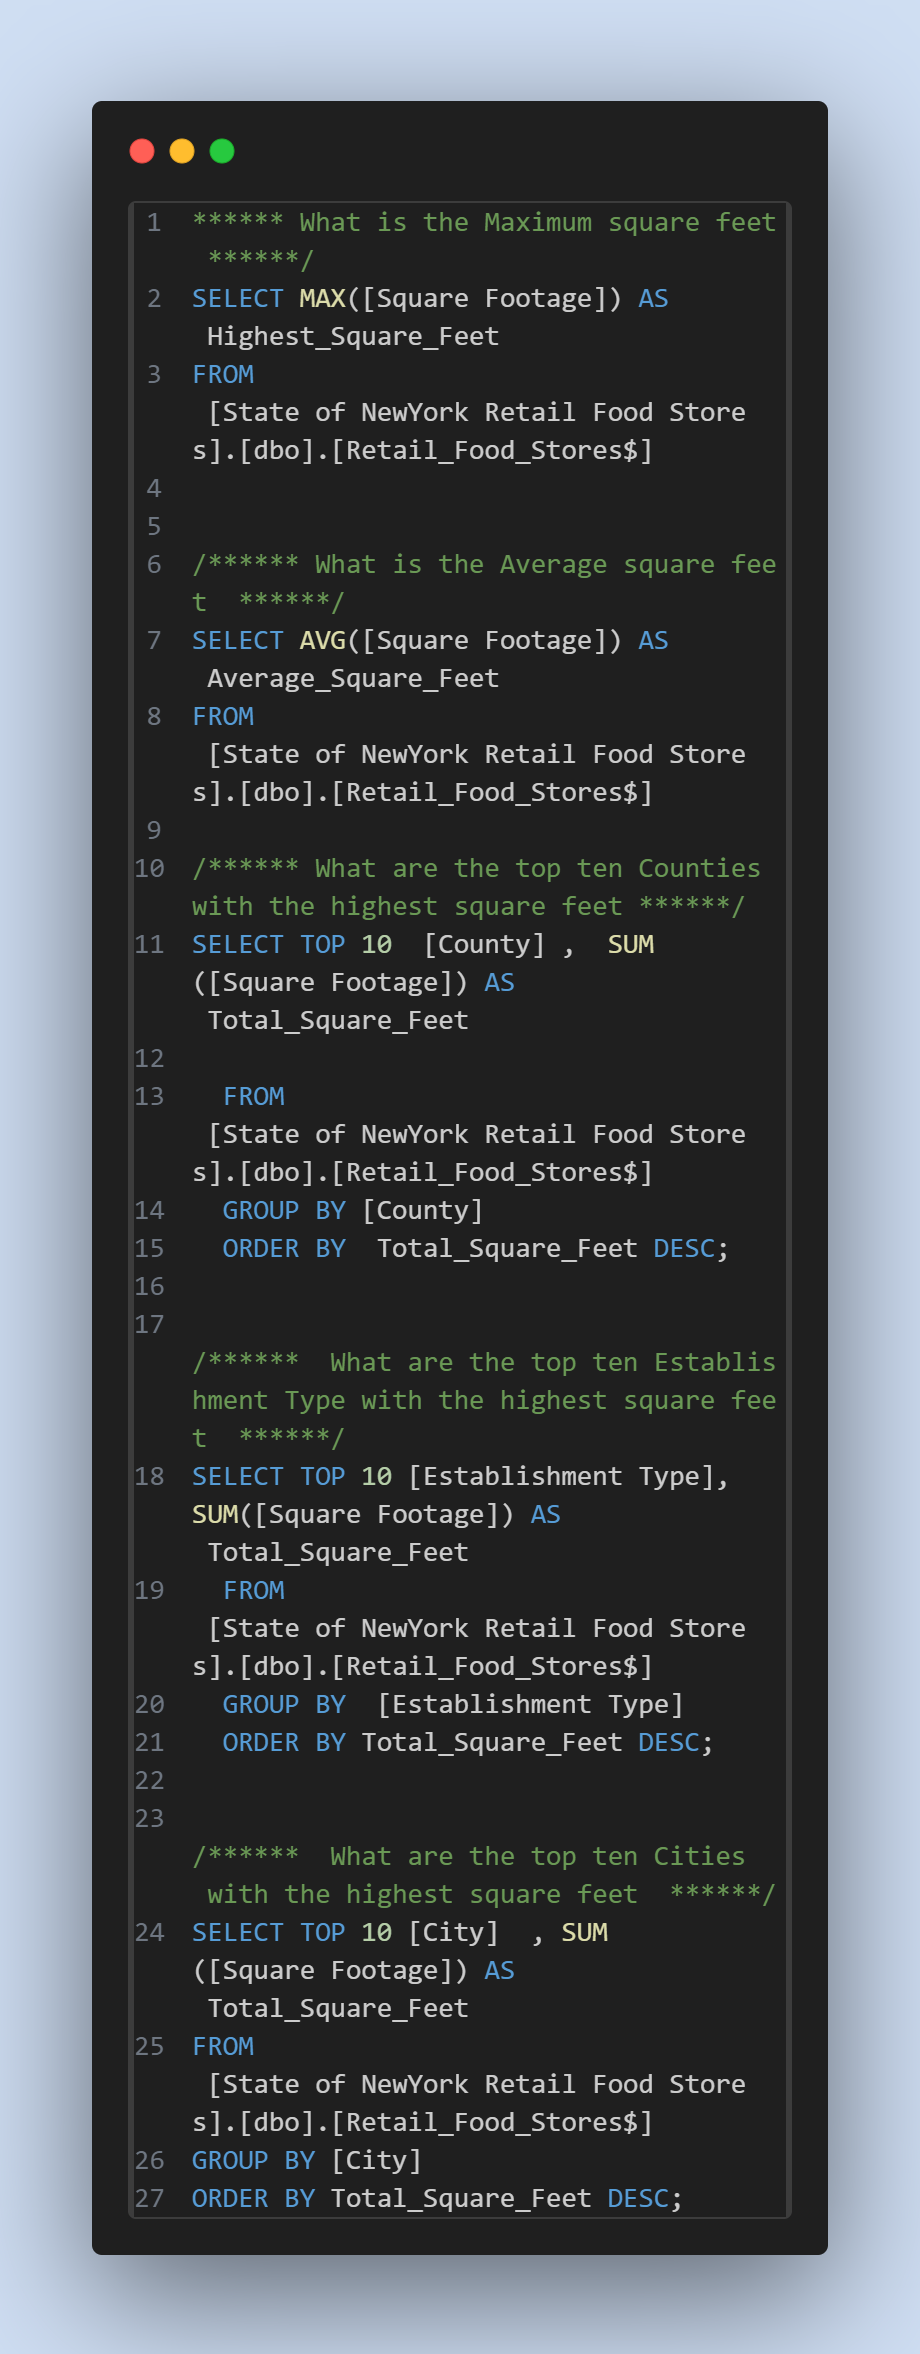 1 ****** What is the Maximum square feet
******/
2 SELECT MAX([Square Footage]) AS
Highest_Square_Feet
3 FROM
[State of NewYork Retail Food Store
s].[dbo].[Retail_Food_Stores$]
4
5
6 /****** What is the Average square fee
t  ******/
7 SELECT AVG([Square Footage]) AS
Average_Square_Feet
8 FROM
[State of NewYork Retail Food Store
s].[dbo].[Retail_Food_Stores$]
9
10 /****** What are the top ten Counties
with the highest square feet ******/
11 SELECT TOP 10  [County] ,  SUM
([Square Footage]) AS
Total_Square_Feet
12
13   FROM
[State of NewYork Retail Food Store
s].[dbo].[Retail_Food_Stores$]
14   GROUP BY [County]
15   ORDER BY  Total_Square_Feet DESC;
16
17
/******  What are the top ten Establis
hment Type with the highest square fee
t  ******/
18 SELECT TOP 10 [Establishment Type],
SUM([Square Footage]) AS
Total_Square_Feet
19   FROM
[State of NewYork Retail Food Store
s].[dbo].[Retail_Food_Stores$]
20   GROUP BY  [Establishment Type]
21   ORDER BY Total_Square_Feet DESC;
22
23
/******  What are the top ten Cities
with the highest square feet  ******/
24 SELECT TOP 10 [City]  , SUM
([Square Footage]) AS
Total_Square_Feet
25 FROM
[State of NewYork Retail Food Store
s].[dbo].[Retail_Food_Stores$]
26 GROUP BY [City]
27 ORDER BY Total_Square_Feet DESC;